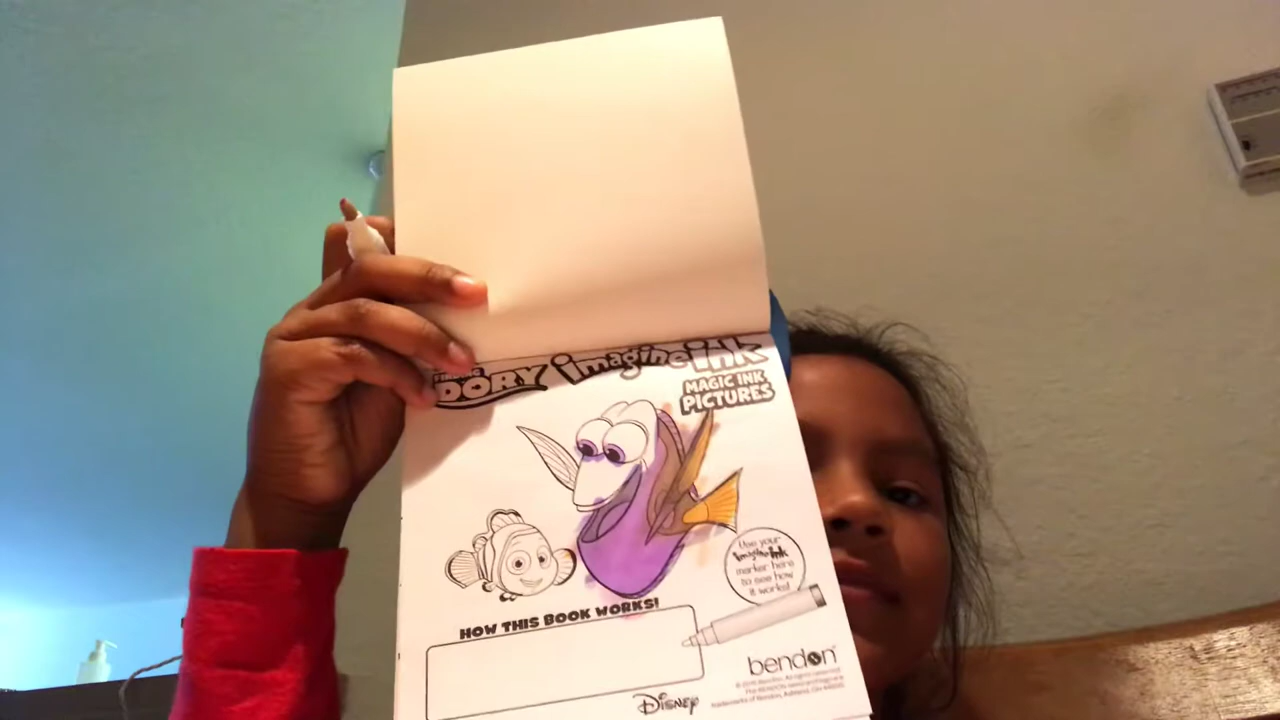 FINDING
DORY imagine ink
MAGIC INK
PICTURES
Use your
imagine ink
marker here
to see how
it works!
HOW THIS BOOK WORKS!
bendon
Disney